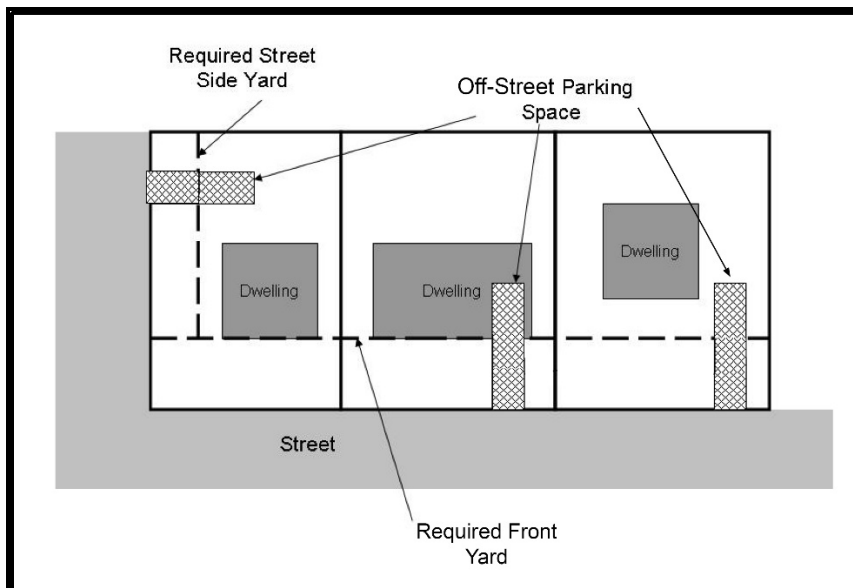 Required Street
Side Yard
Off-Street Parking
Space
Dwelling
Dwelling
Dwelling
Street
Required Front
Yard